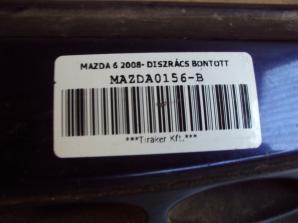 MAZDA 6 2008- DISZRÁCS BONTOTT
MAZDA0156-B
***Tiraker Kft.***